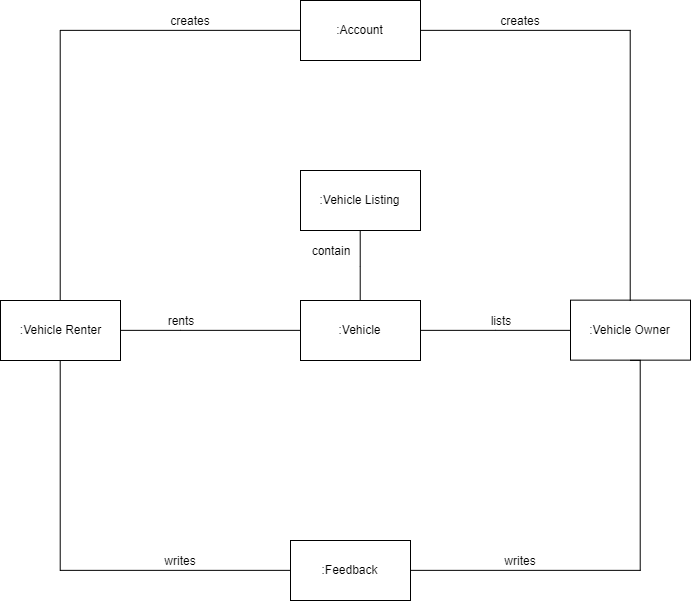 creates
:Account
creates
:Vehicle Listing
contain
:Vehicle Renter
rents
:Vehicle
lists
:Vehicle Owner
writes
:Feedback
writes